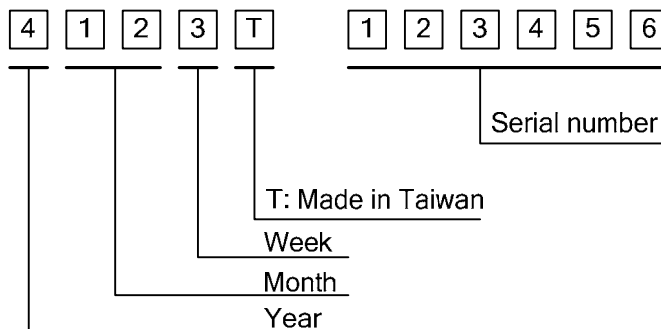 4 1 2 3 T 1 2 3 4 5 6
Serial number
T: Made in Taiwan
Week
Month
Year